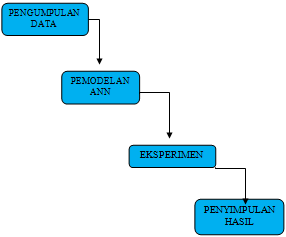 PENGUMPULAN
DATA
PEMODELAN
ANN
EKSPERIMEN
PENYIMPULAN
HASIL